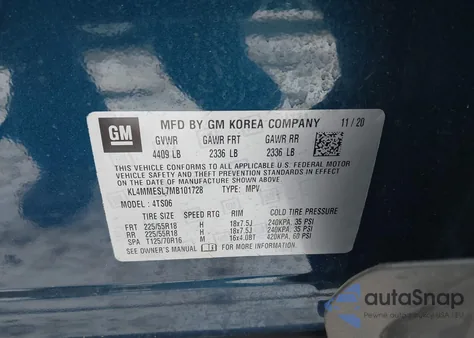 GM
MFD BY GM KOREA COMPANY 11/20
GVWR GAWR FRT GAWR RR
4409 LB 2336 LB 2336 LB
THIS VEHICLE CONFORMS TO ALL APPLICABLE U.S. FEDERAL MOTOR
VEHICLE SAFETY AND THEFT PREVENTION STANDARDS IN EFFECT
ON THE DATE OF MANUFACTURE SHOWN ABOVE.
KL4MMESL7MB101728 TYPE: MPV
MODEL: 4TS06
TIRE SIZE SPEED RTG RIM COLD TIRE PRESSURE
FRT 225/55R18 H 18x7.5J 240KPA, 35 PSI
RR 225/55R18 H 18x7.5J 240KPA, 35 PSI
SPA T125/70R16 M 16x4.0BT 420KPA, 60 PSI
SEE OWNER'S MANUAL FOR MORE INFORMATION
autoSnap